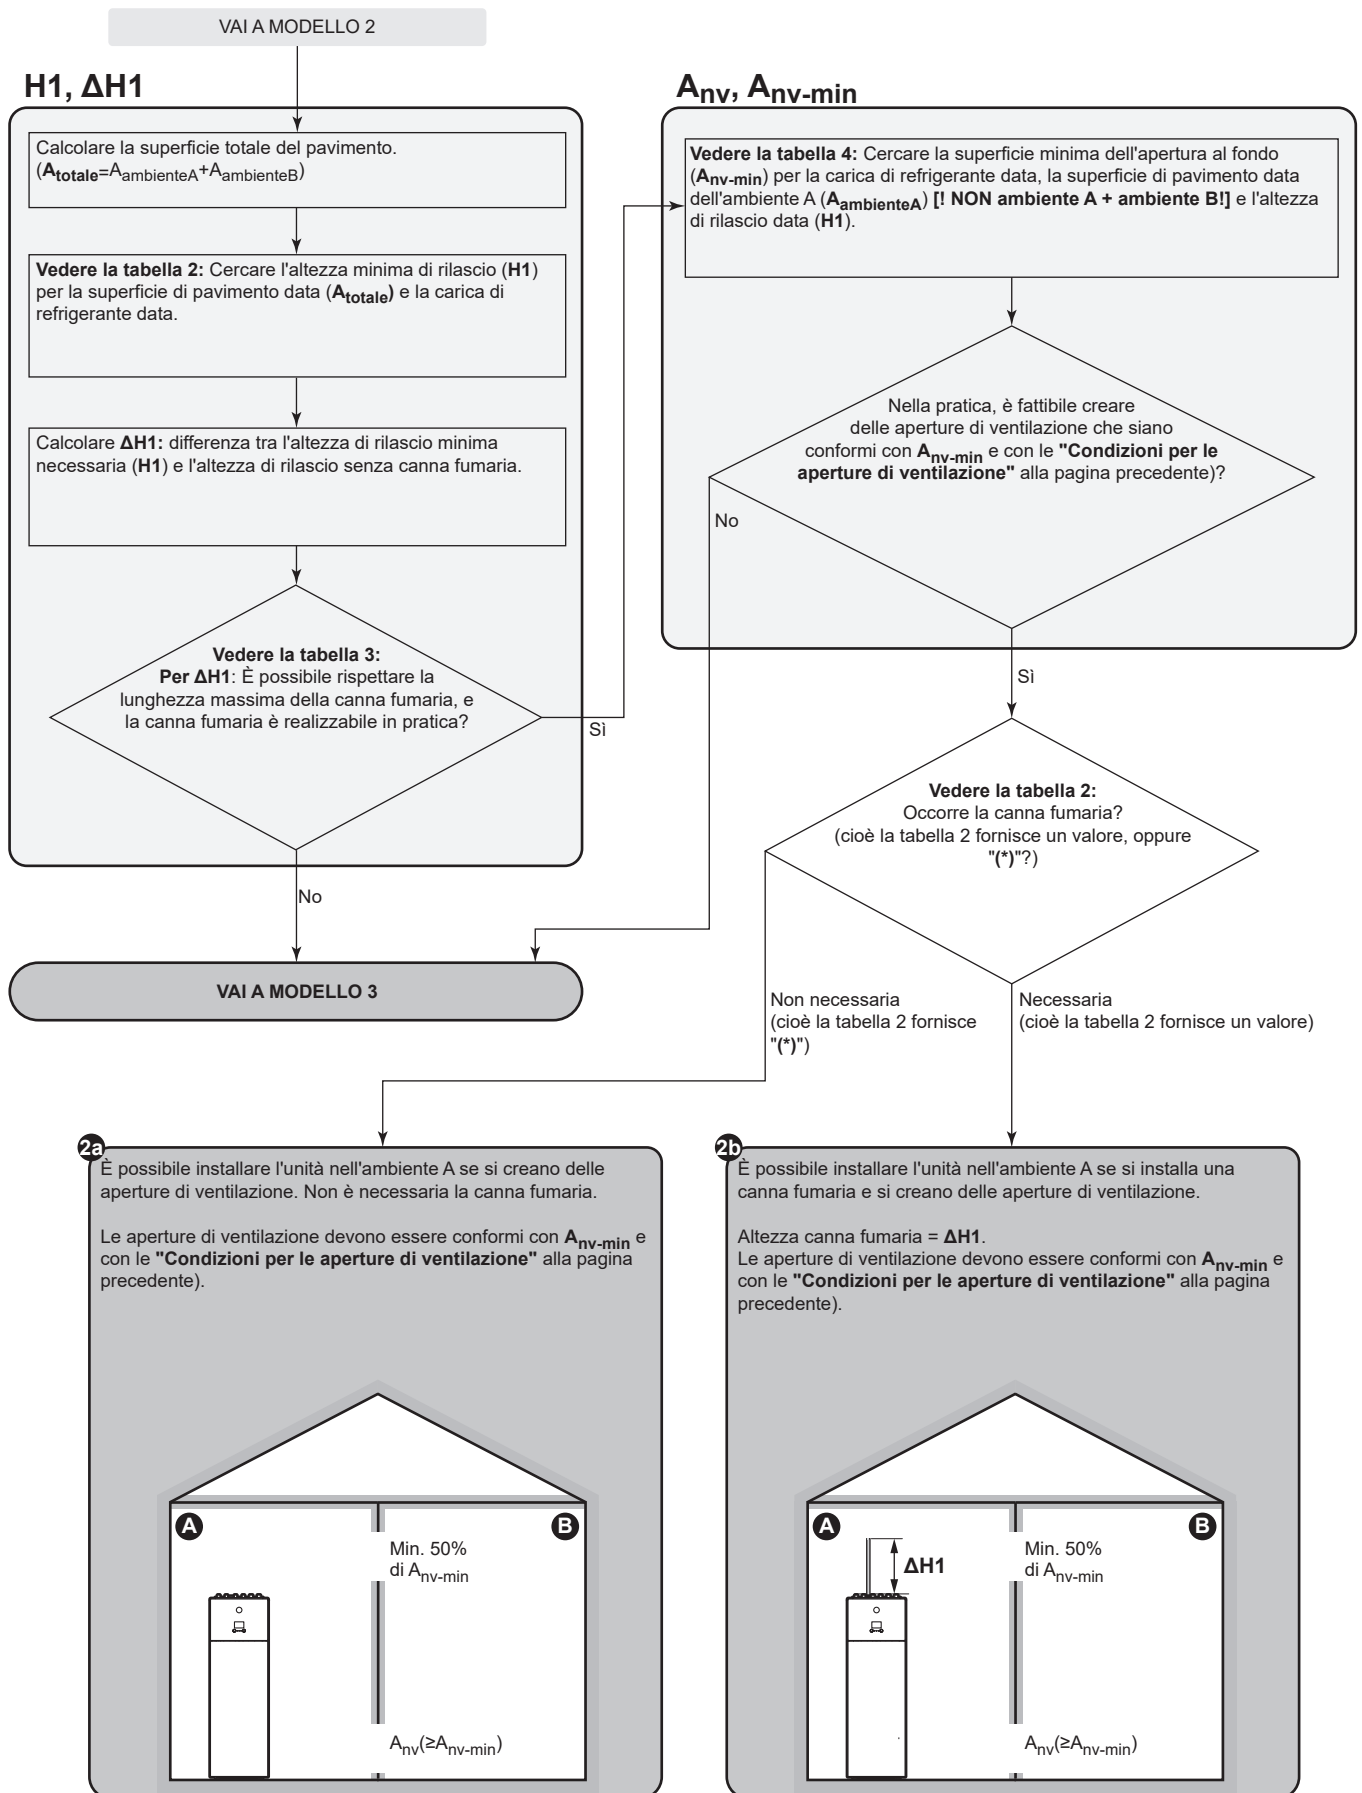 VAI A MODELLO 2
H1, ΔH1
Calcolare la superficie totale del pavimento.
(Atotale=AambienteA+AambienteB)
Vedere la tabella 2: Cercare l'altezza minima di rilascio (H1)
per la superficie di pavimento data (Atotale) e la carica di
refrigerante data.
Calcolare ΔH1: differenza tra l'altezza di rilascio minima
necessaria (H1) e l'altezza di rilascio senza canna fumaria.
Vedere la tabella 3:
Per ΔH1: È possibile rispettare la
lunghezza massima della canna fumaria, e
la canna fumaria è realizzabile in pratica?
Sì
No
VAI A MODELLO 3
Anv, Anv-min
Vedere la tabella 4: Cercare la superficie minima dell'apertura al fondo
(Anv-min) per la carica di refrigerante data, la superficie di pavimento data
dell'ambiente A (AambienteA) [! NON ambiente A + ambiente B!] e l'altezza
di rilascio data (H1).
Nella pratica, è fattibile creare
delle aperture di ventilazione che siano
conformi con Anv-min e con le "Condizioni per le
aperture di ventilazione" alla pagina precedente)?
No
Sì
Vedere la tabella 2:
Occorre la canna fumaria?
(cioè la tabella 2 fornisce un valore, oppure
"(*)"?)
Non necessaria
(cioè la tabella 2 fornisce
"(*)")
Necessaria
(cioè la tabella 2 fornisce un valore)
2a
È possibile installare l'unità nell'ambiente A se si creano delle
aperture di ventilazione. Non è necessaria la canna fumaria.
Le aperture di ventilazione devono essere conformi con Anv-min e
con le "Condizioni per le aperture di ventilazione" alla pagina
precedente).
A
B
Min. 50%
di Anv-min
Anv(≥Anv-min)
2b
È possibile installare l'unità nell'ambiente A se si installa una
canna fumaria e si creano delle aperture di ventilazione.
Altezza canna fumaria = ΔH1.
Le aperture di ventilazione devono essere conformi con Anv-min e
con le "Condizioni per le aperture di ventilazione" alla pagina
precedente).
A
B
ΔH1
Min. 50%
di Anv-min
Anv(≥Anv-min)